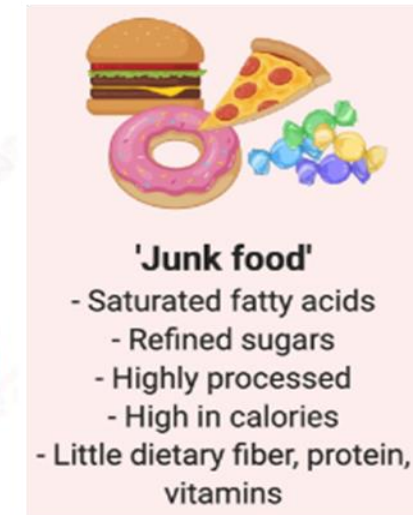 'Junk food'
- Saturated fatty acids
- Refined sugars
- Highly processed
- High in calories
- Little dietary fiber, protein,
vitamins